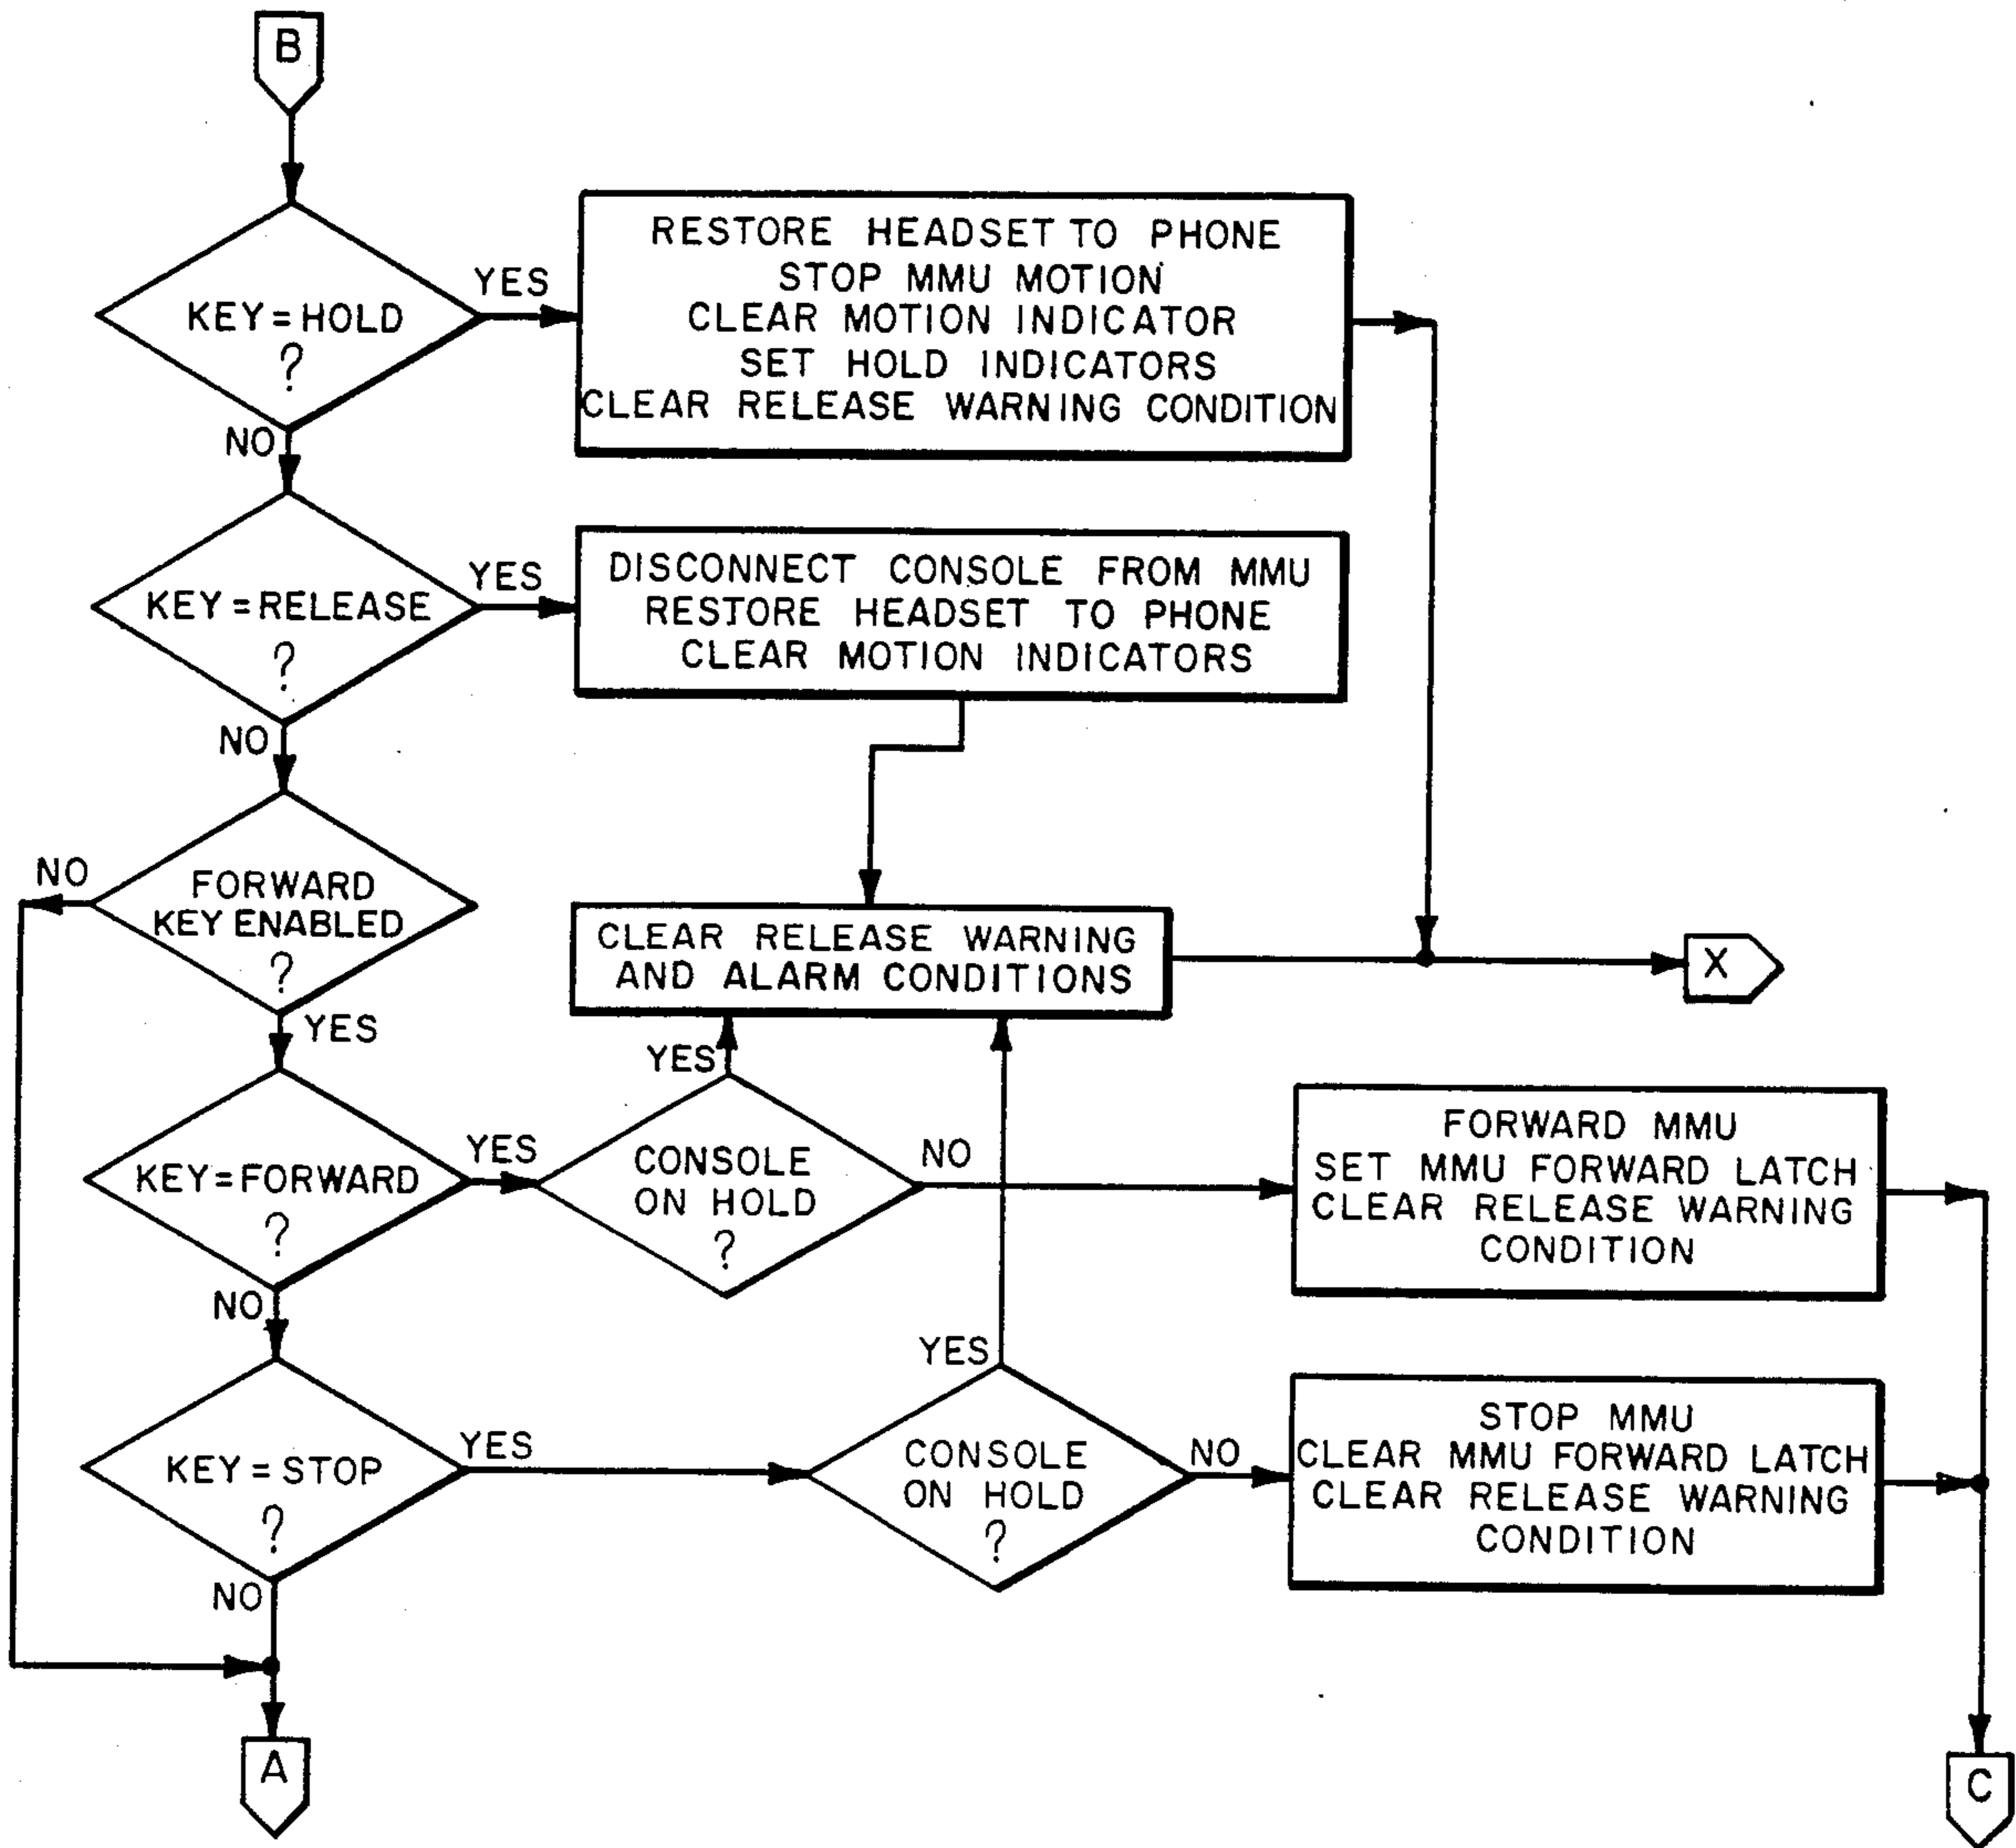 B
KEY = HOLD
?
YES
NO
RESTORE HEADSET TO PHONE
STOP MMU MOTION
CLEAR MOTION INDICATOR
SET HOLD INDICATORS
CLEAR RELEASE WARNING CONDITION
KEY = RELEASE
?
YES
NO
DISCONNECT CONSOLE FROM MMU
RESTORE HEADSET TO PHONE
CLEAR MOTION INDICATORS
FORWARD
KEY ENABLED
?
NO
YES
CLEAR RELEASE WARNING
AND ALARM CONDITIONS
X
KEY = FORWARD
?
YES
NO
CONSOLE
ON HOLD
?
YES
NO
FORWARD MMU
SET MMU FORWARD LATCH
CLEAR RELEASE WARNING
CONDITION
KEY = STOP
?
YES
NO
CONSOLE
ON HOLD
?
YES
NO
STOP MMU
CLEAR MMU FORWARD LATCH
CLEAR RELEASE WARNING
CONDITION
A
C